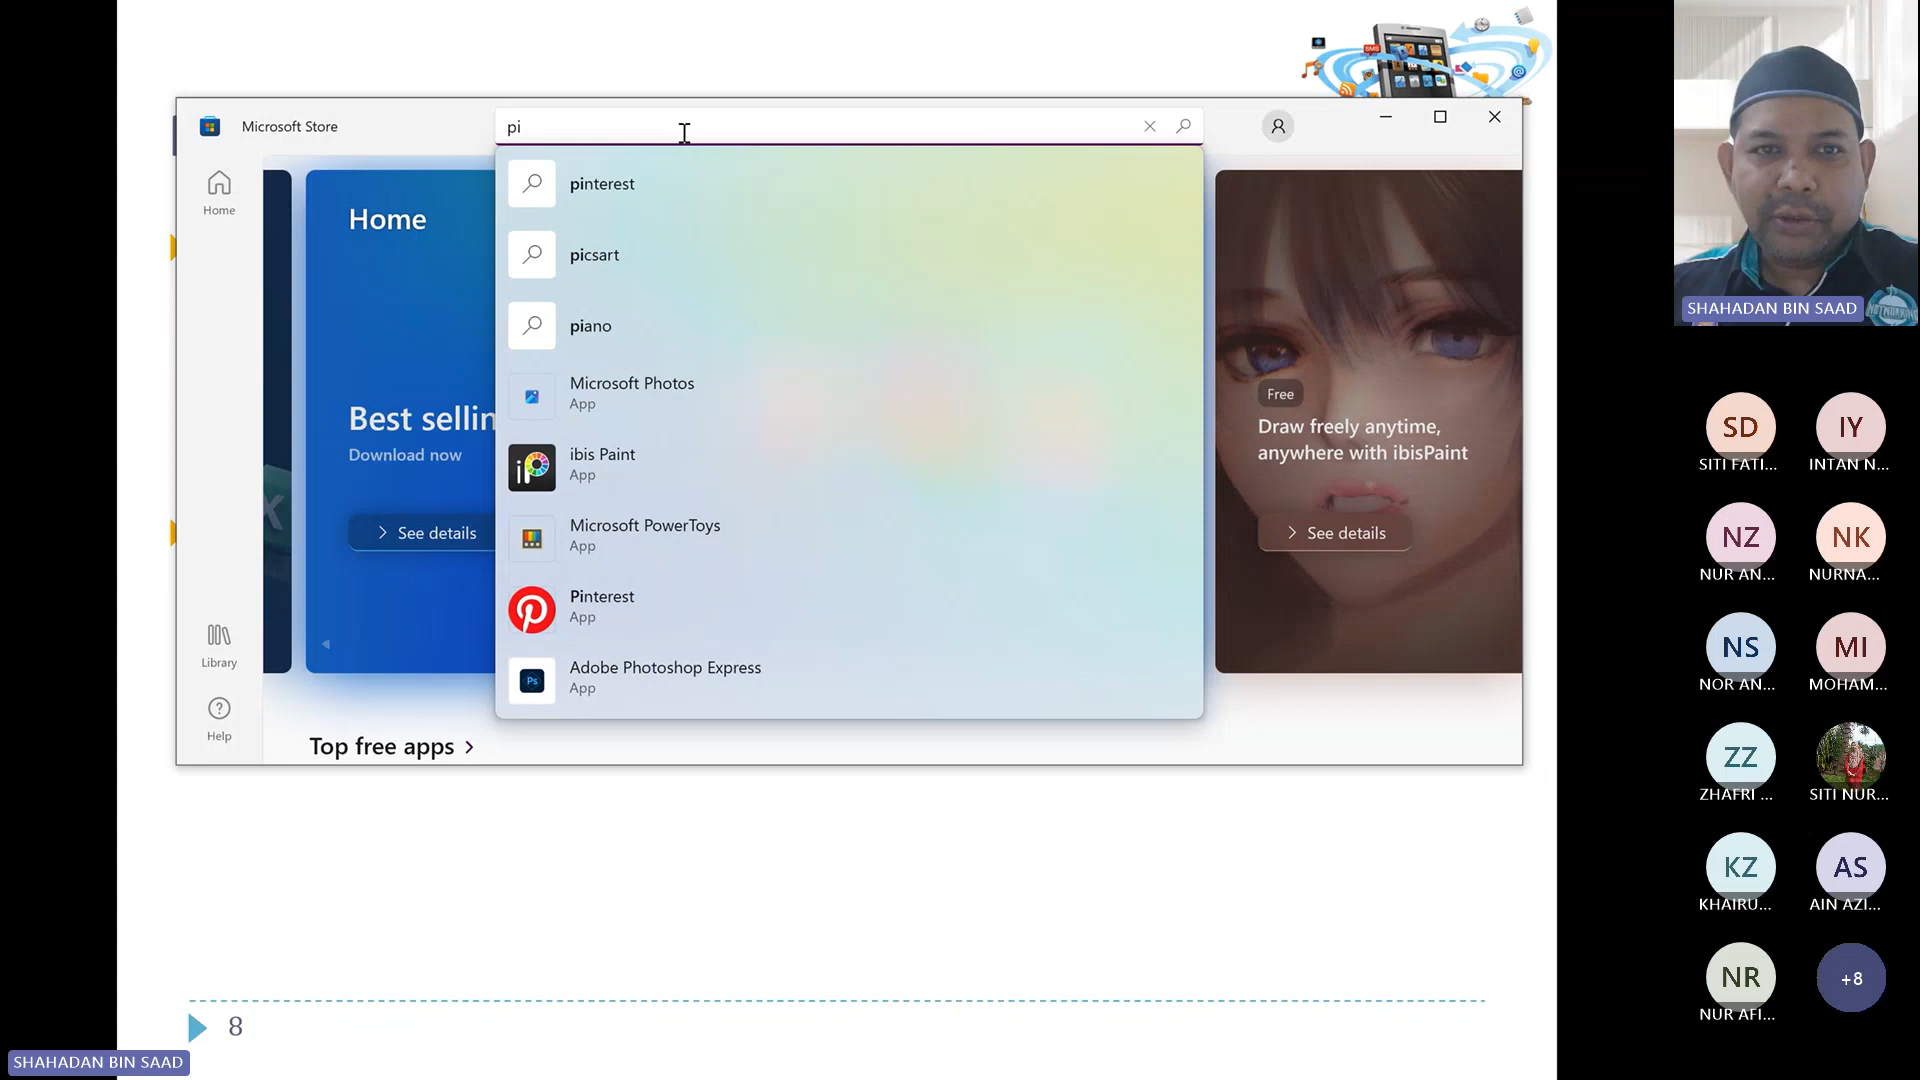 SMS
Microsoft Store
pi
Home
Home
Best sellin
Download now
See details
pinterest
picsart
piano
Microsoft Photos
App
ibis Paint
App
Microsoft PowerToys
App
Pinterest
App
Adobe Photoshop Express
App
Free
Draw freely anytime,
anywhere with ibisPaint
See details
Library
Help
Top free apps
8
SHAHADAN BIN SAAD
SHAHADAN BIN SAAD
SD
SITI FATI...
IY
INTAN N...
NZ
NUR AN...
NK
NURNA...
NS
NOR AN...
MI
MOHAM...
ZZ
ZHAFRI ...
SITI NUR...
KZ
KHAIRU...
AS
AIN AZI...
NR
NUR AFI...
+8